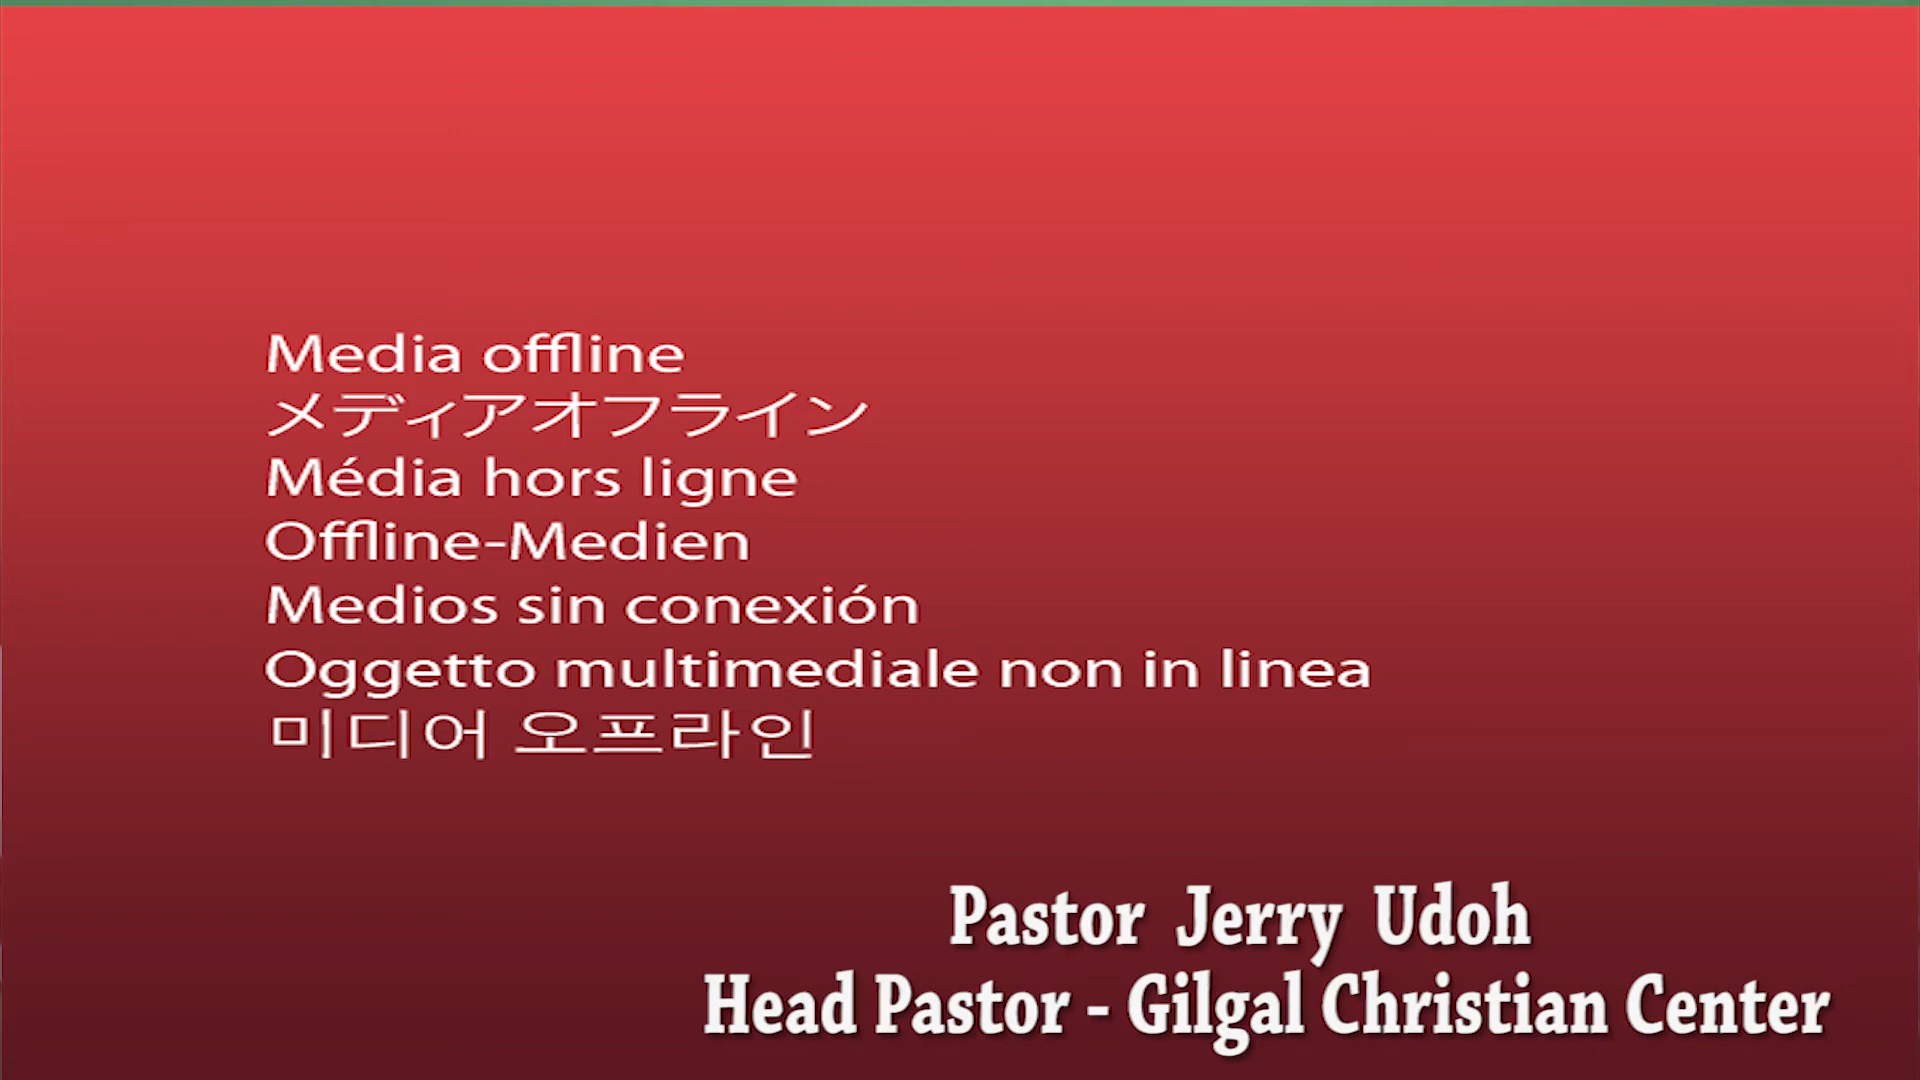 Media offline
メディアオフライン
Média hors ligne
Offline-Medien
Medios sin conexión
Oggetto multimediale non in linea
미디어 오프라인
Pastor Jerry Udoh
Head Pastor - Gilgal Christian Center